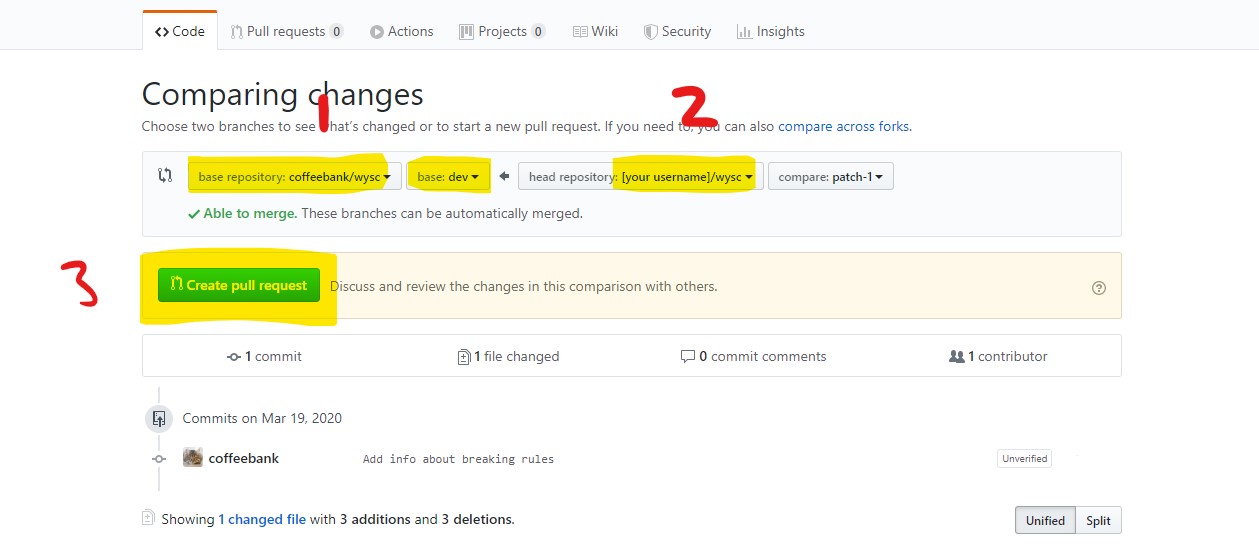 Code Pull requests 0 Actions Projects 0 Wiki Security Insights
Comparing changes
1
2
Choose two branches to see what's changed or to start a new pull request. If you need to, you can also compare across forks.
base repository: coffeebank/wysc base: dev head repository: [your username]/wysc compare: patch-1
Able to merge. These branches can be automatically merged.
3
Create pull request Discuss and review the changes in this comparison with others.
1 commit 1 file changed 0 commit comments 1 contributor
Commits on Mar 19, 2020
coffeebank Add info about breaking rules Unverified
Showing 1 changed file with 3 additions and 3 deletions. Unified Split